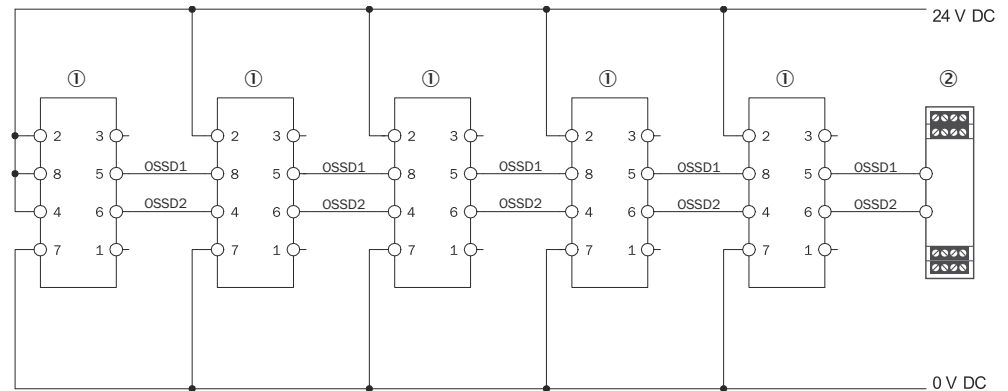 24 V DC
① ① ① ① ① ②
2 3 2 3 2 3 2 3 2 3
OSSD1 OSSD1 OSSD1 OSSD1 OSSD1
8 5 8 5 8 5 8 5 8 5
OSSD2 OSSD2 OSSD2 OSSD2 OSSD2
4 6 4 6 4 6 4 6 4 6
7 1 7 1 7 1 7 1 7 1
0 V DC